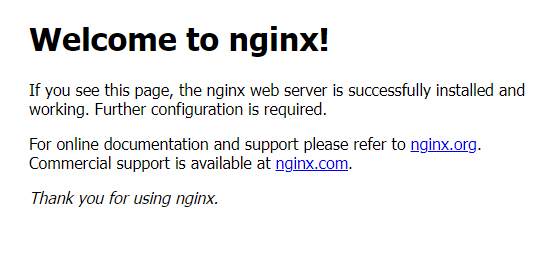 Welcome to nginx!
If you see this page, the nginx web server is successfully installed and
working. Further configuration is required.
For online documentation and support please refer to nginx.org.
Commercial support is available at nginx.com.
Thank you for using nginx.